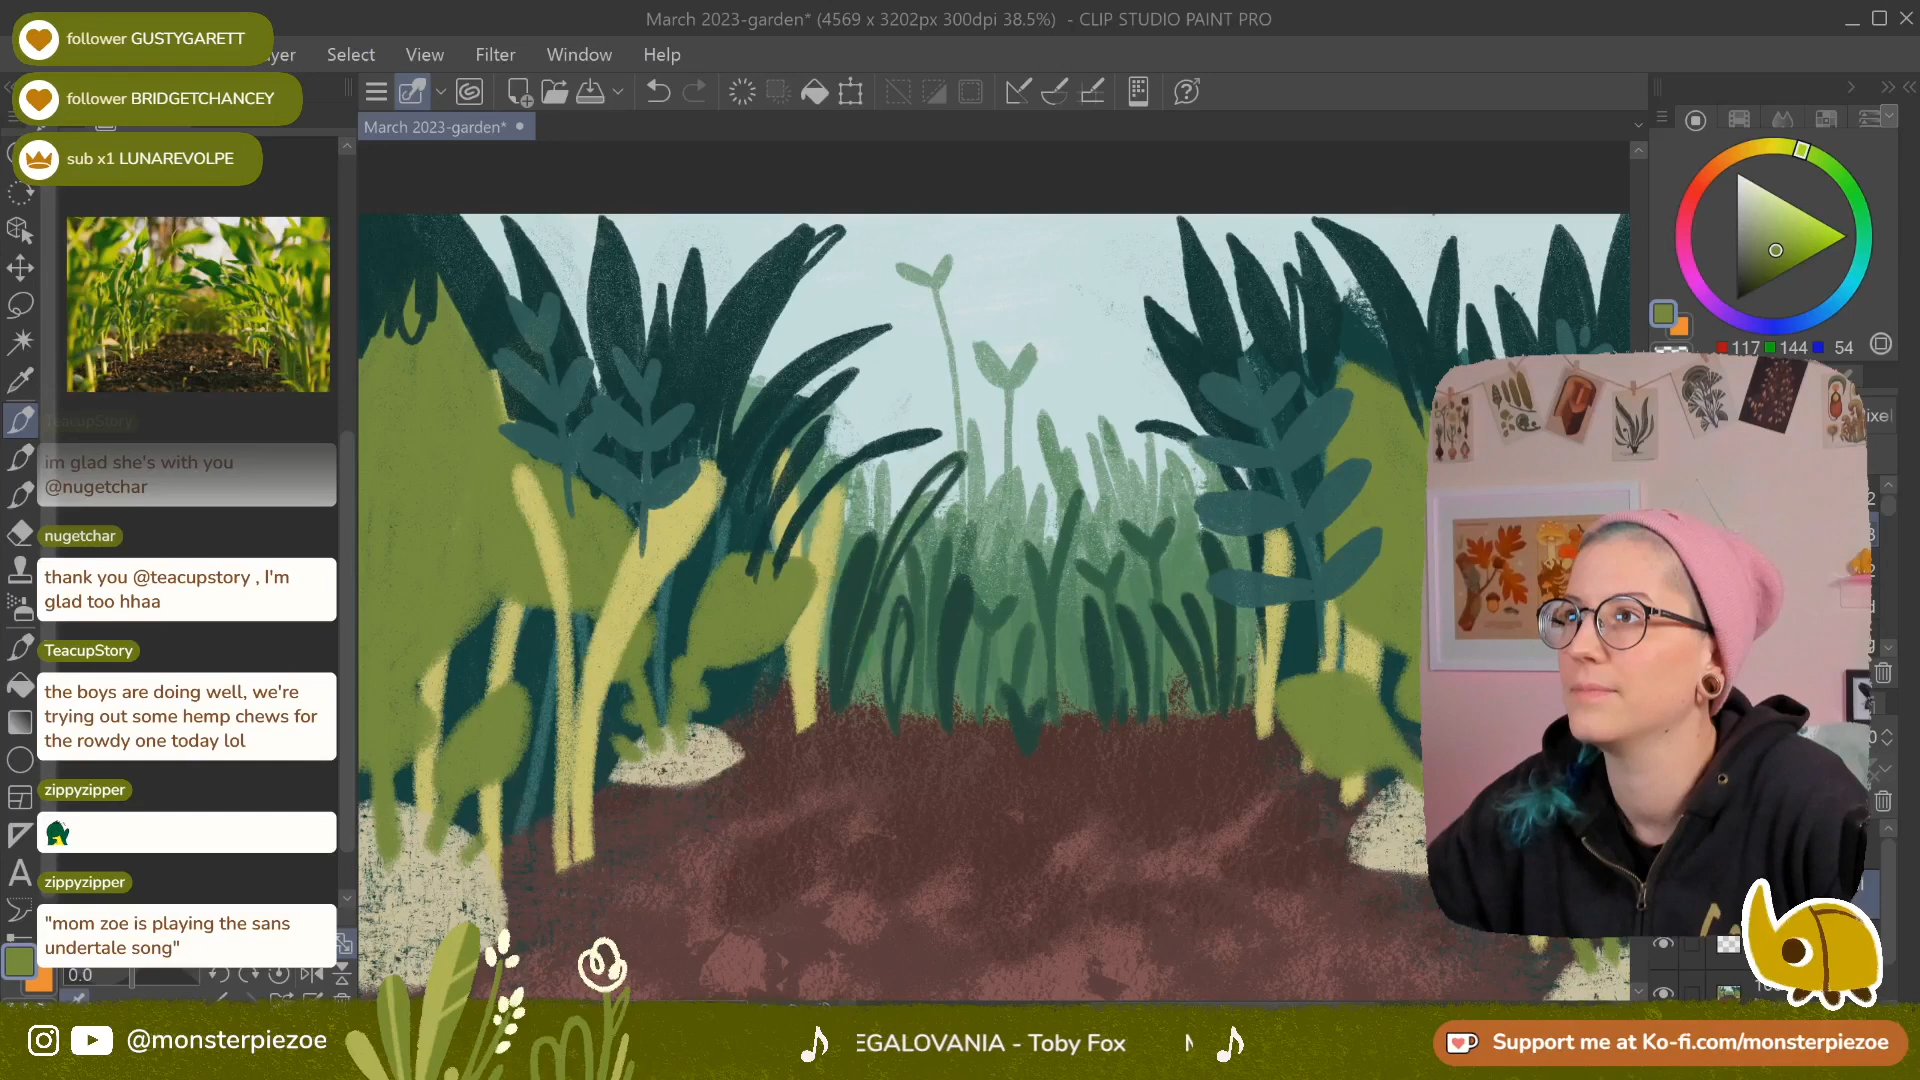 March 2023-garden* (4569 x 3202px 300dpi 38.5%) - CLIP STUDIO PAINT PRO
follower GUSTYGARETT
Select View Filter Window Help
follower BRIDGETCHANCEY
March 2023-garden*
sub x1 LUNAREVOLPE
117 144 54
TeacupStory
im glad she's with you
@nugetchar
nugetchar
thank you @teacupstory , I'm
glad too hhaa
TeacupStory
the boys are doing well, we're
trying out some hemp chews for
the rowdy one today lol
zippyzipper
zippyzipper
"mom zoe is playing the sans
undertale song"
0.0
@monsterpiezoe
EGALOVANIA - Toby Fox
Support me at Ko-fi.com/monsterpiezoe